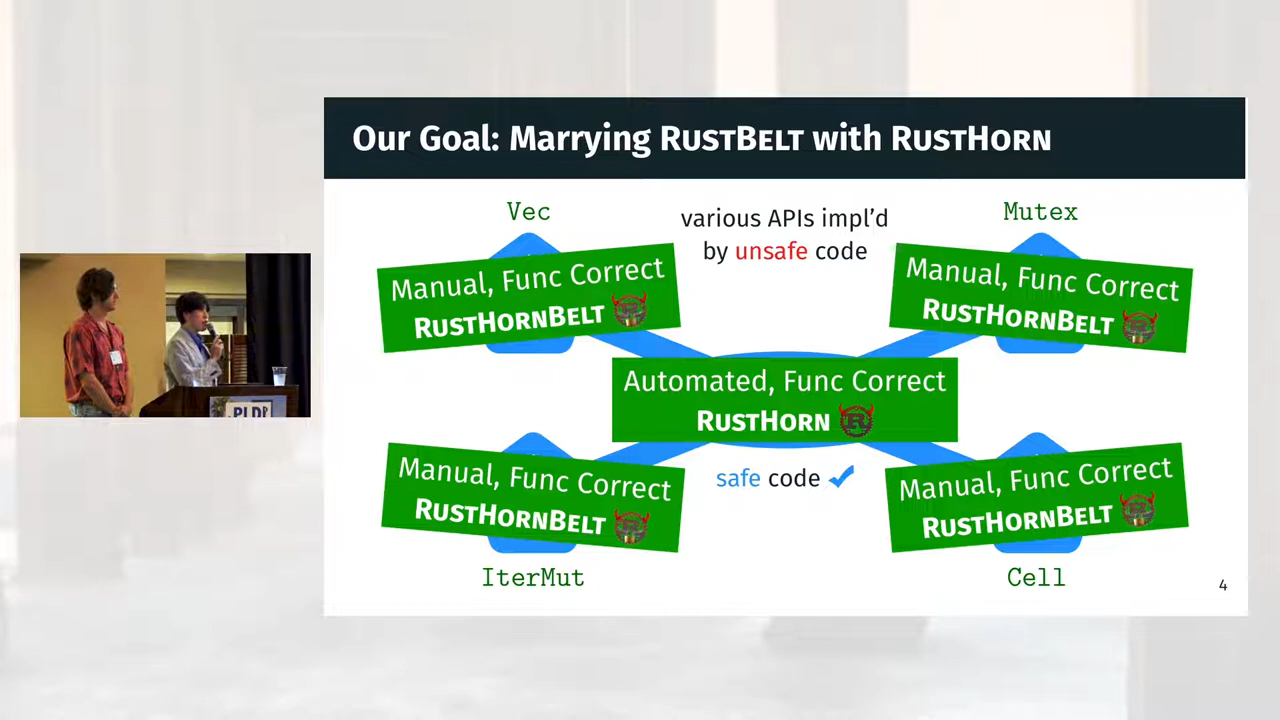 Our Goal: Marrying RUSTBELT with RUSTHORN
Vec
various APIs impl'd
by unsafe code
Mutex
Manual, Func Correct
RUSTHORNBELT
Manual, Func Correct
RUSTHORNBELT
Automated, Func Correct
RUSTHORN
Manual, Func Correct
RUSTHORNBELT
safe code ✓
Manual, Func Correct
RUSTHORNBELT
IterMut
Cell
4
PLDI